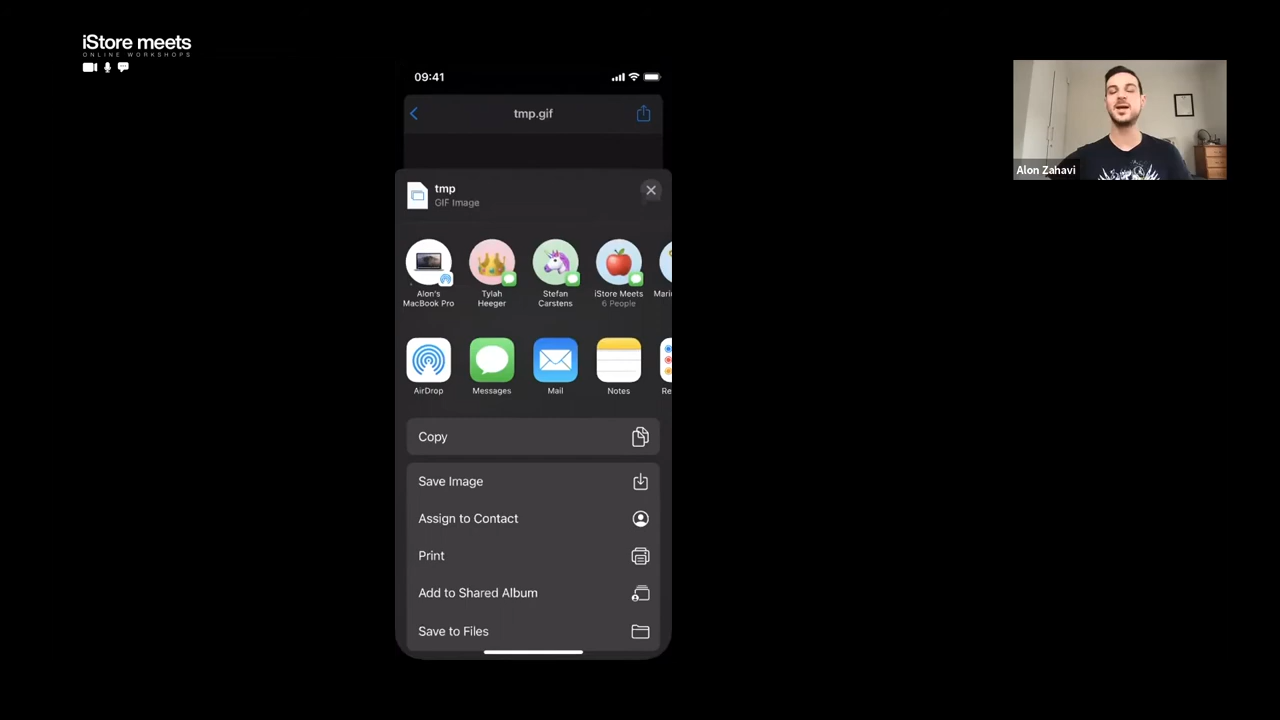 iStore meets
ONLINE WORKSHOPS
09:41
tmp.gif
tmp
GIF Image
Alon's
MacBook Pro
Tylah
Heeger
Stefan
Carstens
iStore Meets
6 People
AirDrop
Messages
Mail
Notes
Copy
Save Image
Assign to Contact
Print
Add to Shared Album
Save to Files
Alon Zahavi